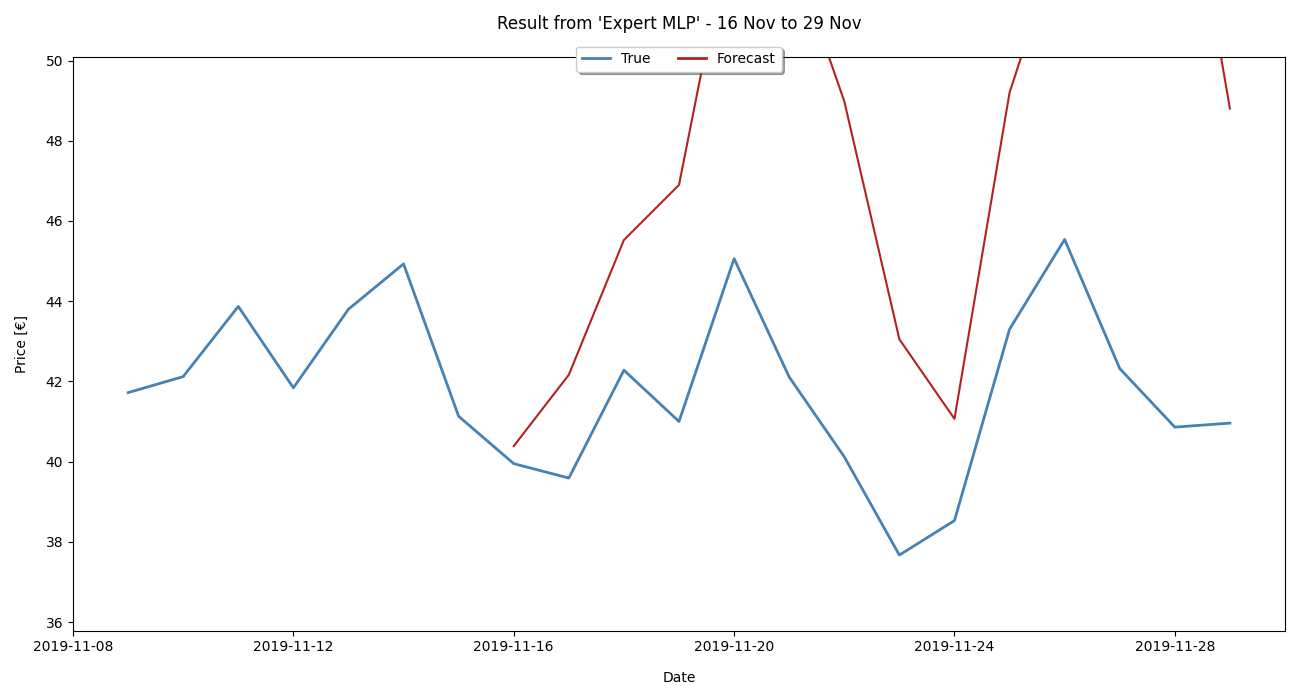 Result from 'Expert MLP' - 16 Nov to 29 Nov
True Forecast
50
48
46
44
42
40
38
36
Price [€]
2019-11-08 2019-11-12 2019-11-16 2019-11-20 2019-11-24 2019-11-28
Date